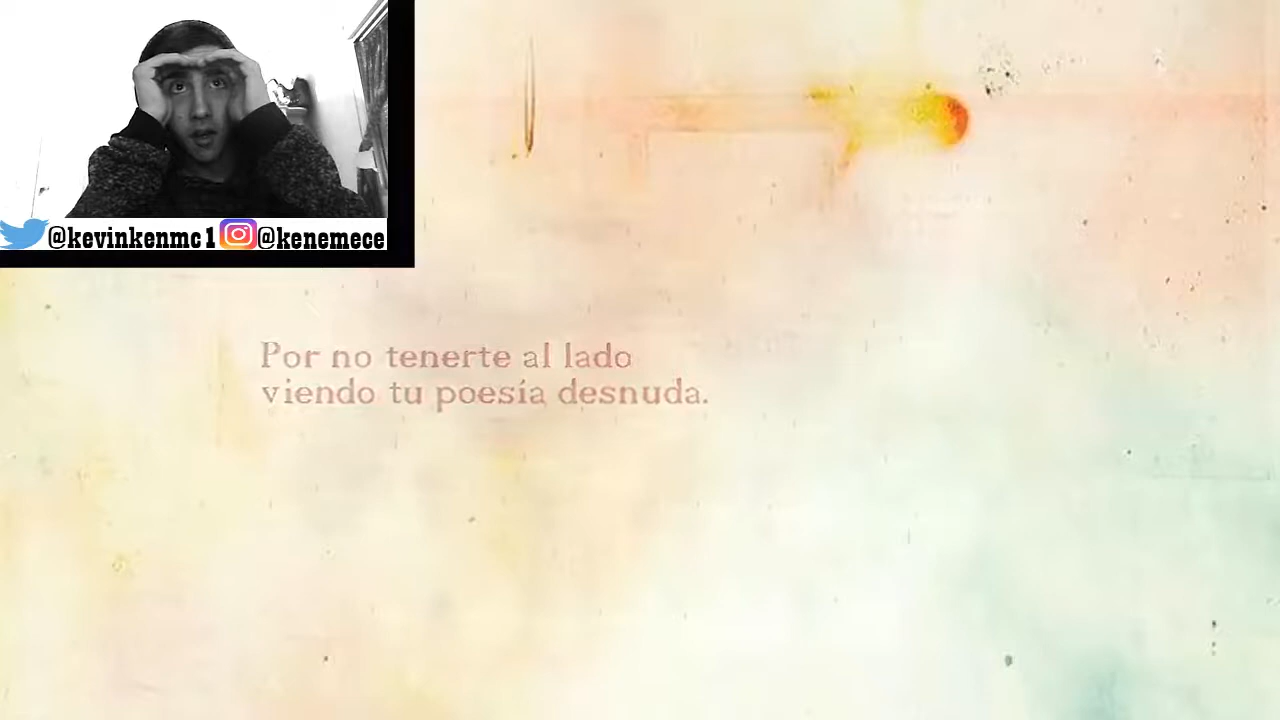 @kevinkenmc1 @kenemece
Por no tenerte al lado
viendo tu poesía desnuda.